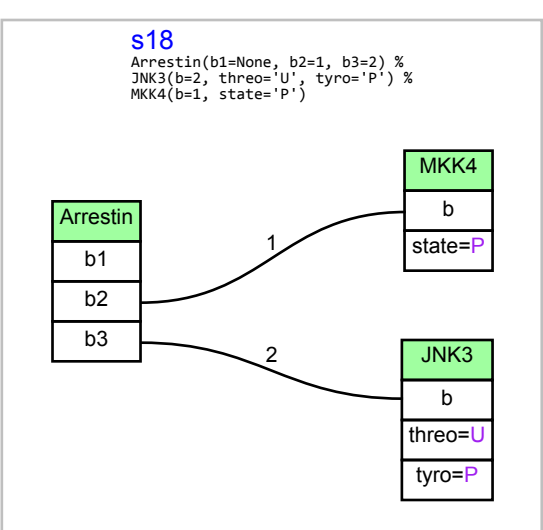 s18
Arrestin(b1=None, b2=1, b3=2) %
JNK3(b=2, threo='U', tyro='P') %
MKK4(b=1, state='P')
MKK4
b
state=P
Arrestin
b1
b2
b3
1
2
JNK3
b
threo=U
tyro=P